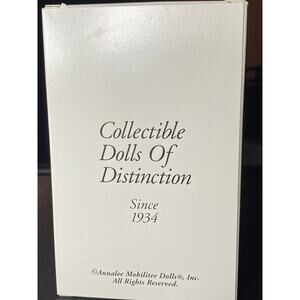 Collectible
Dolls Of
Distinction
Since
1934
©Annalee Mobilitee Dolls®, Inc.
All Rights Reserved.